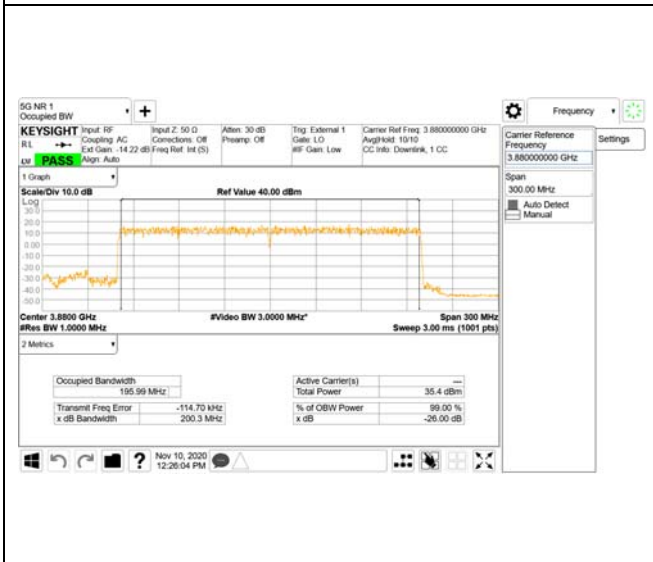 5G NR 1
Occupied BW
Frequency
KEYSIGHT
Input: RF
Coupling: AC
Ext Gain: -14.22 dB
Align: Auto
Input Z: 50 Ω
Corrections: Off
Freq Ref: Int (S)
Atten: 30 dB
Preamp: Off
Trig: External 1
Gate: LO
#IF Gain: Low
Carrier Ref Freq: 3.880000000 GHz
Avg|Hold: 10/10
CC Info: Downlink, 1 CC
R L
PASS
Carrier Reference
Frequency
3.880000000 GHz
Settings
Span
300.00 MHz
Auto Detect
Manual
1 Graph
Scale/Div 10.0 dB
Ref Value 40.00 dBm
Log
30.0
20.0
10.0
0.00
-10.0
-20.0
-30.0
-40.0
-50.0
Center 3.8800 GHz
#Video BW 3.0000 MHz*
Span 300 MHz
#Res BW 1.0000 MHz
Sweep 3.00 ms (1001 pts)
2 Metrics
Occupied Bandwidth
195.99 MHz
Active Carrier(s)
---
Total Power
35.4 dBm
Transmit Freq Error
-114.70 kHz
% of OBW Power
99.00 %
x dB Bandwidth
200.3 MHz
x dB
-26.00 dB
?
Nov 10, 2020
12:26:04 PM